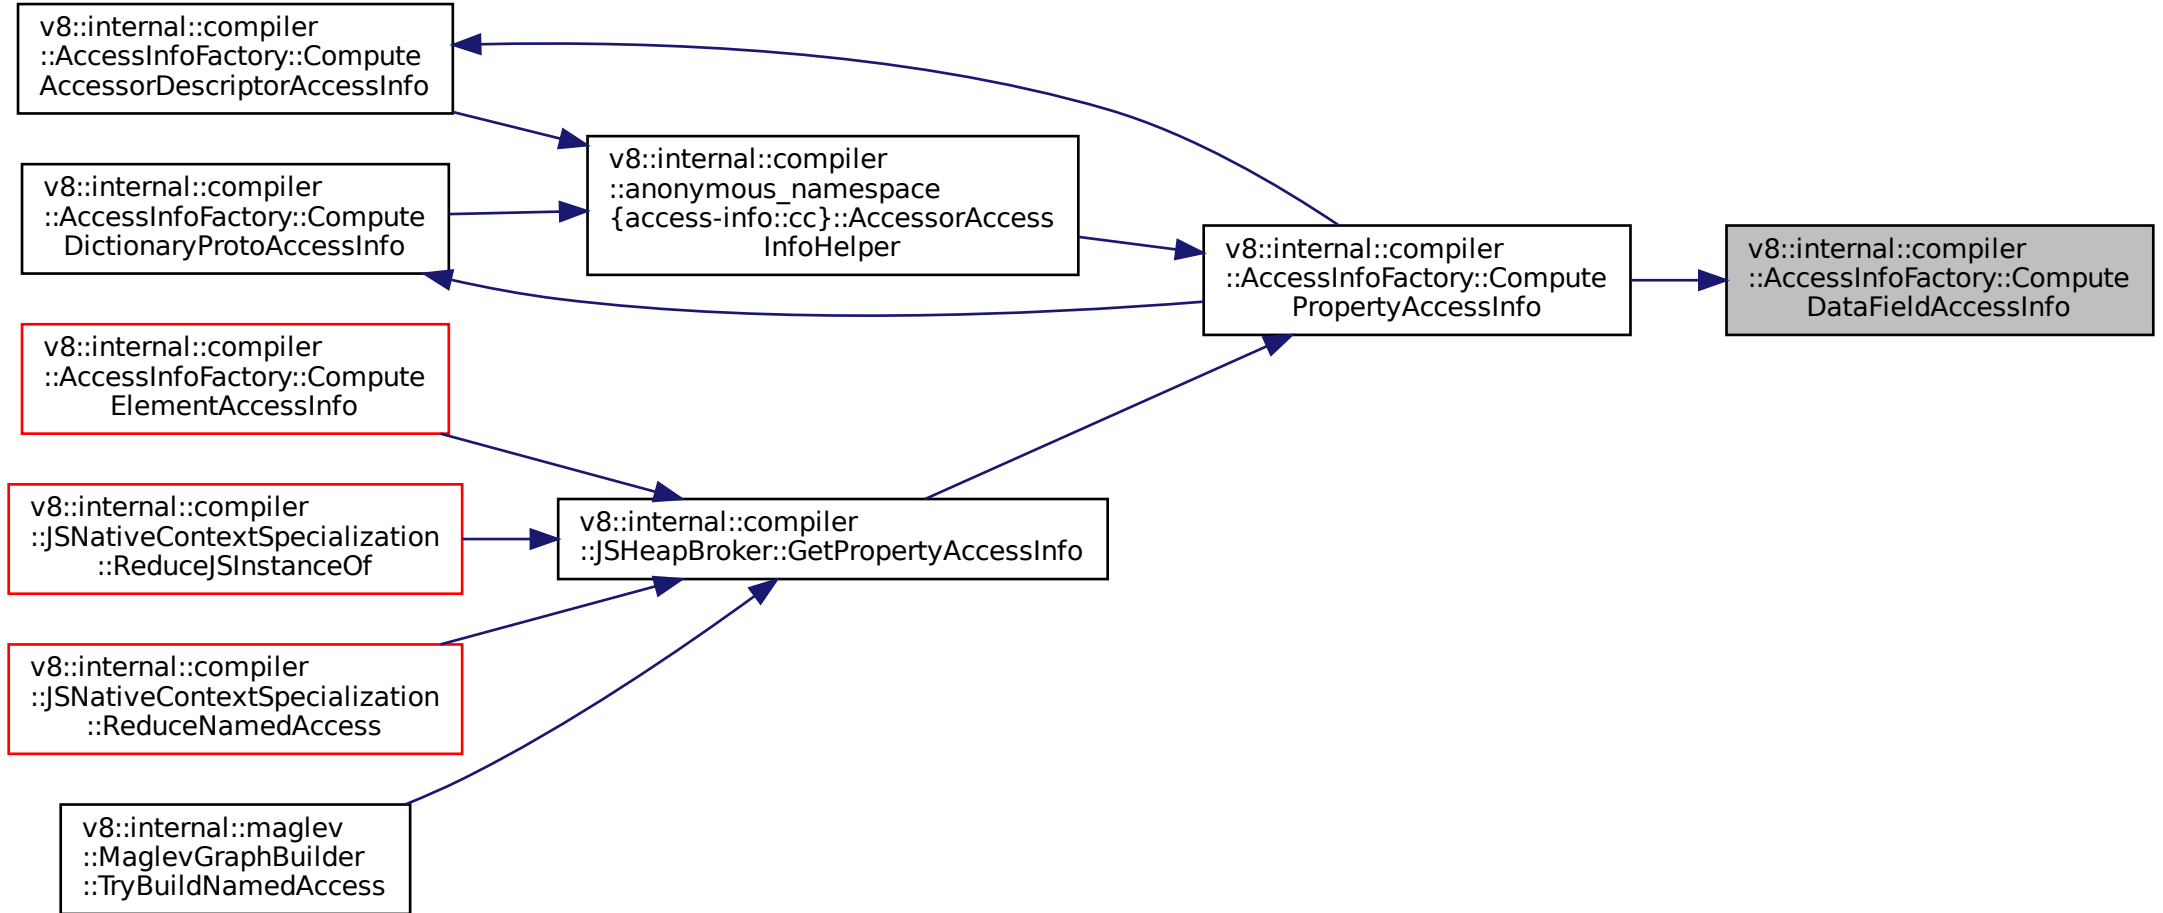 v8::internal::compiler
::AccessInfoFactory::Compute
AccessorDescriptorAccessInfo
v8::internal::compiler
::AccessInfoFactory::Compute
DictionaryProtoAccessInfo
v8::internal::compiler
::AccessInfoFactory::Compute
ElementAccessInfo
v8::internal::compiler
::JSNativeContextSpecialization
::ReduceJSInstanceOf
v8::internal::compiler
::JSNativeContextSpecialization
::ReduceNamedAccess
v8::internal::maglev
::MaglevGraphBuilder
::TryBuildNamedAccess
v8::internal::compiler
::anonymous_namespace
{access-info::cc}::AccessorAccess
InfoHelper
v8::internal::compiler
::JSHeapBroker::GetPropertyAccessInfo
v8::internal::compiler
::AccessInfoFactory::Compute
PropertyAccessInfo
v8::internal::compiler
::AccessInfoFactory::Compute
DataFieldAccessInfo